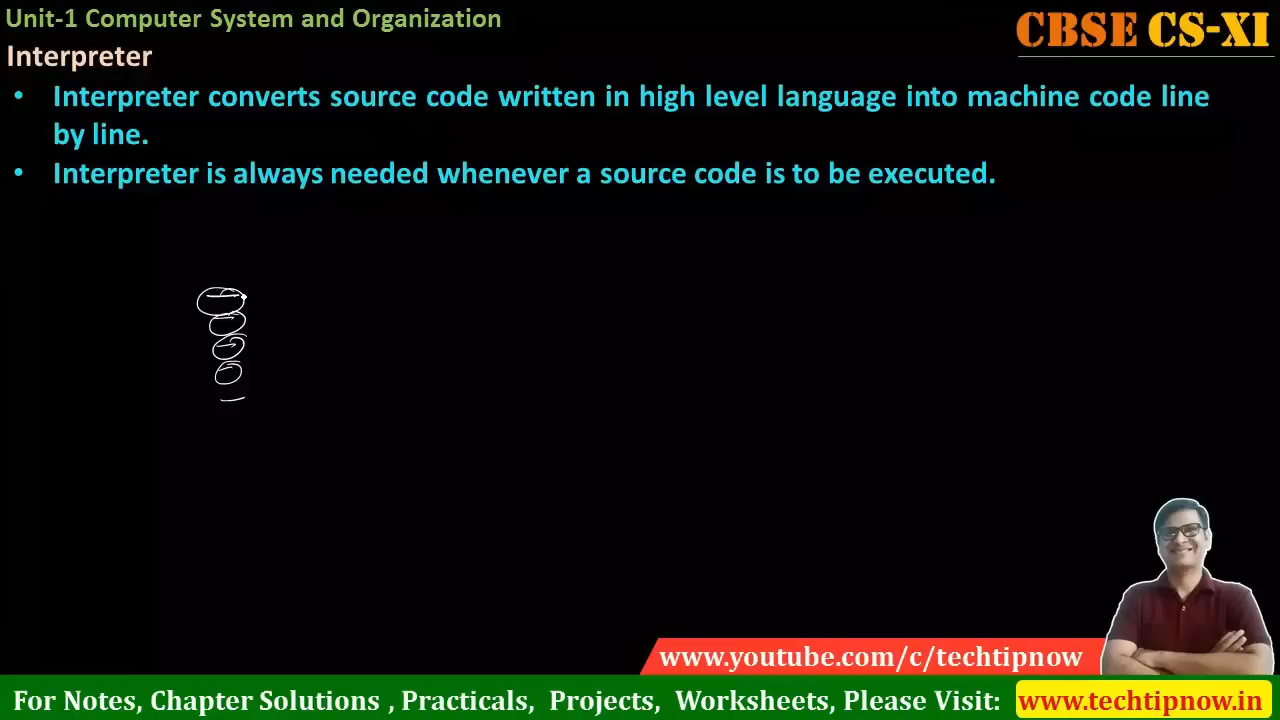 Unit-1 Computer System and Organization
CBSE CS-XI
Interpreter
• Interpreter converts source code written in high level language into machine code line
by line.
• Interpreter is always needed whenever a source code is to be executed.
www.youtube.com/c/techtipnow
For Notes, Chapter Solutions , Practicals, Projects, Worksheets, Please Visit: www.techtipnow.in